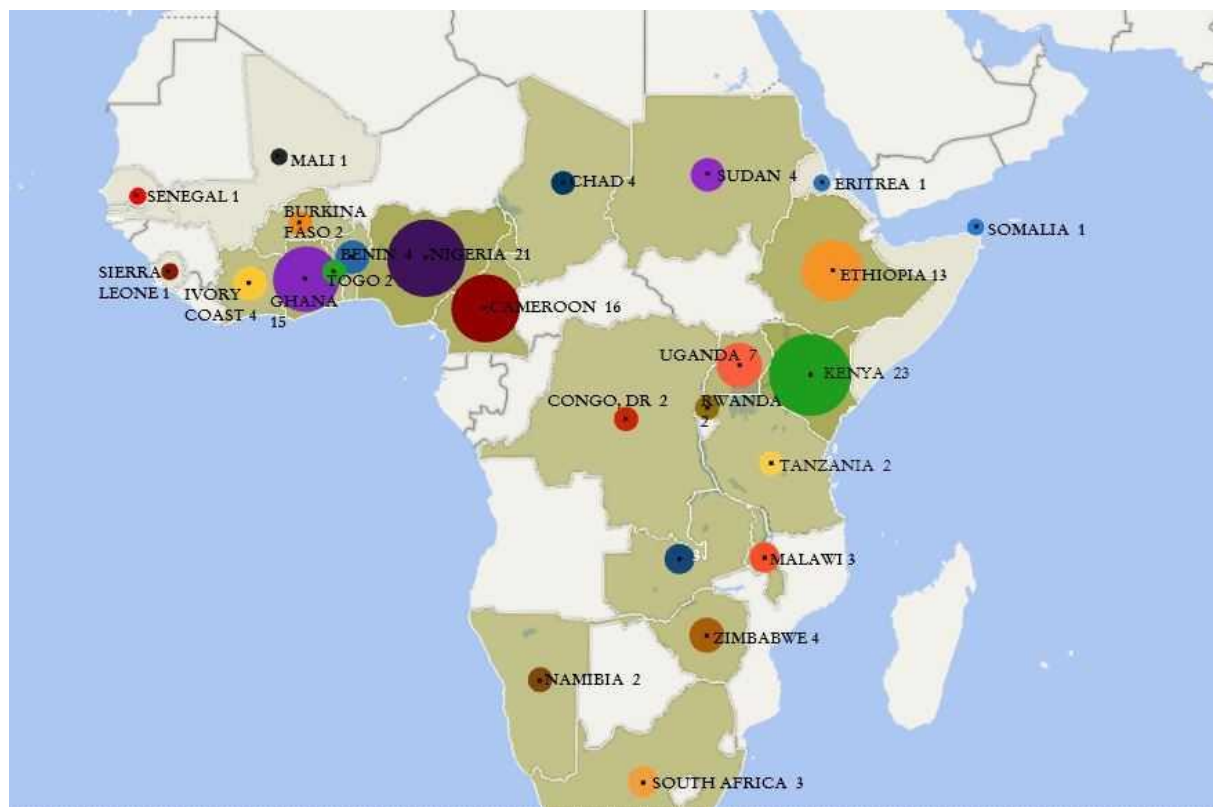 MALI 1
SENEGAL 1
BURKINA
FASO 2
CHAD 4
SUDAN 4
ERITREA 1
SOMALIA 1
BENIN 4
NIGERIA 21
TOGO 2
SIERRA
LEONE 1
IVORY
COAST 4
GHANA
15
CAMEROON 16
ETHIOPIA 13
UGANDA 7
KENYA 23
CONGO, DR 2
RWANDA
2
TANZANIA 2
3
MALAWI 3
ZIMBABWE 4
NAMIBIA 2
SOUTH AFRICA 3